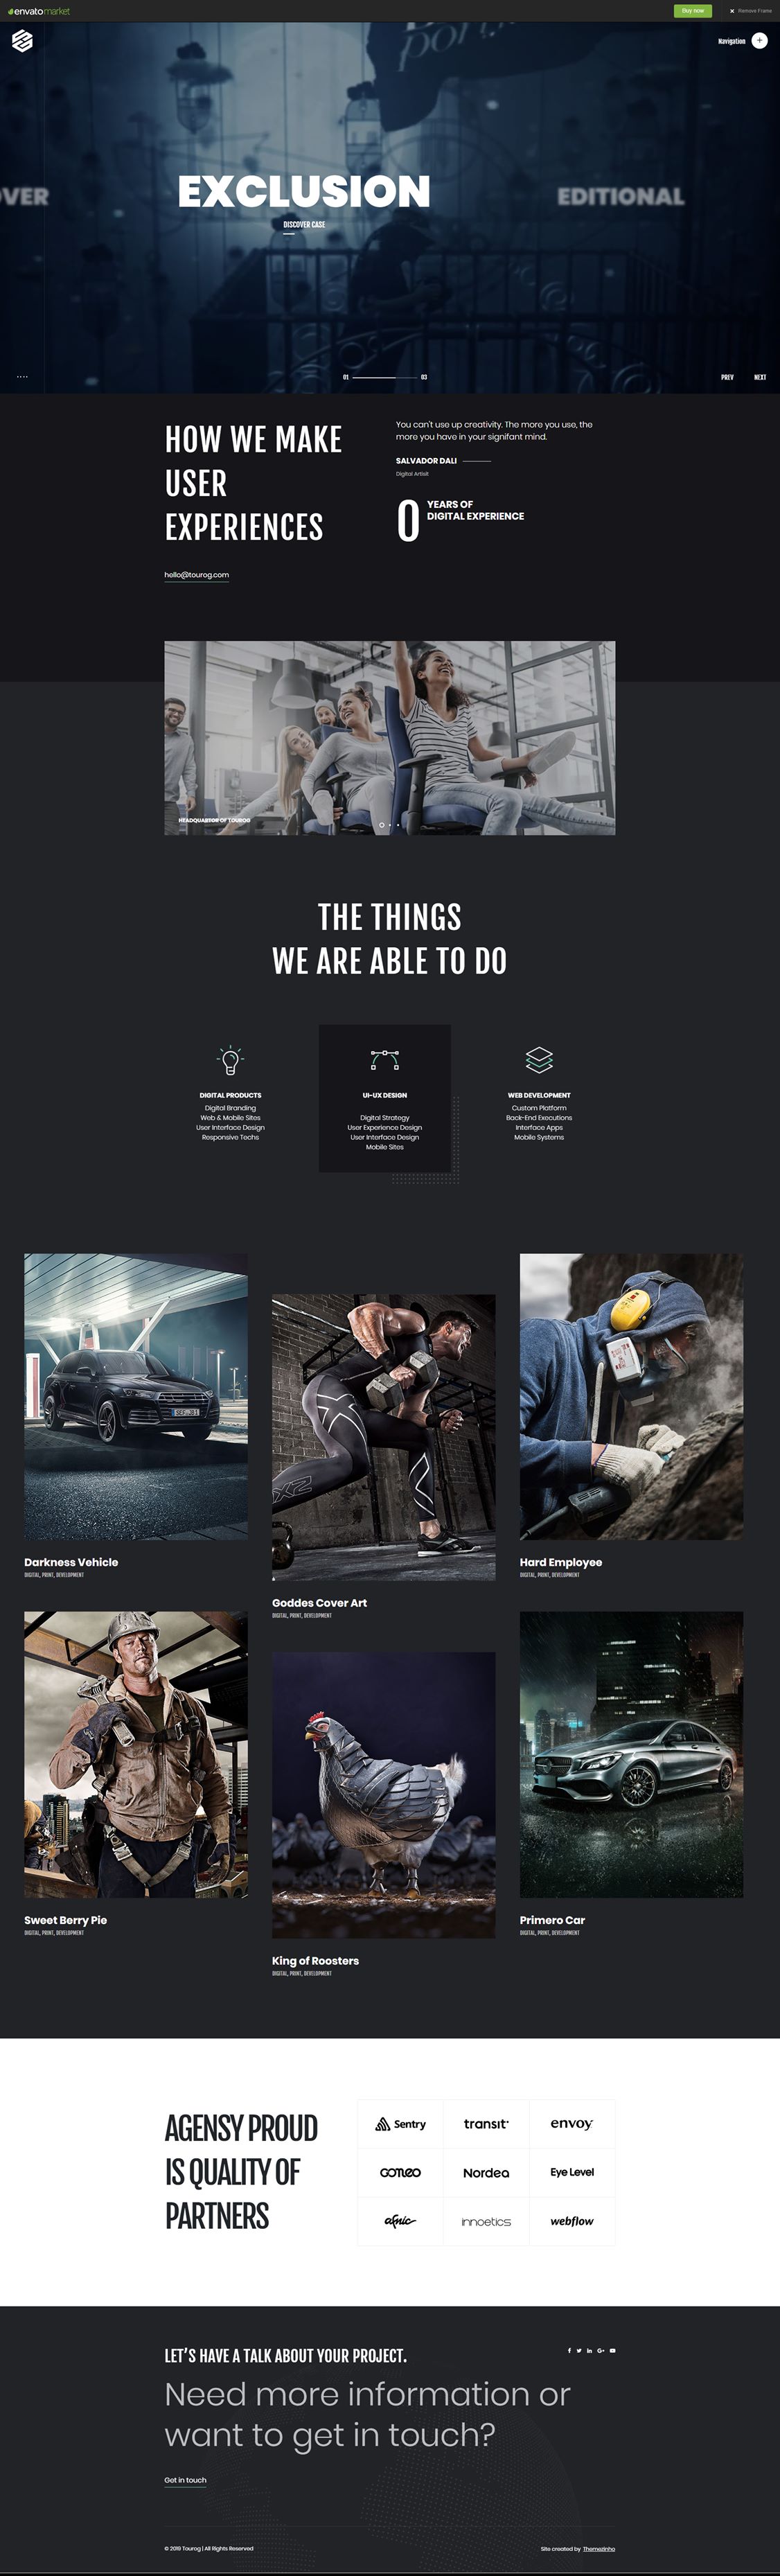 envatomarket
Buy now
× Remove Frame
Navigation +
OVER
EXCLUSION
EDITIONAL
DISCOVER CASE
01
03
PREV
NEXT
HOW WE MAKE
USER
EXPERIENCES
hello@tourog.com
You can't use up creativity. The more you use, the
more you have in your signifant mind.
SALVADOR DALI
Digital Artisit
0
YEARS OF
DIGITAL EXPERIENCE
HEADQUARTER OF TOUROG
THE THINGS
WE ARE ABLE TO DO
DIGITAL PRODUCTS
Digital Branding
Web & Mobile Sites
User Interface Design
Responsive Techs
UI-UX DESIGN
Digital Strategy
User Experience Design
User Interface Design
Mobile Sites
WEB DEVELOPMENT
Custom Platform
Back-End Executions
Interface Apps
Mobile Systems
Darkness Vehicle
DIGITAL, PRINT, DEVELOPMENT
Goddes Cover Art
DIGITAL, PRINT, DEVELOPMENT
Hard Employee
DIGITAL, PRINT, DEVELOPMENT
Sweet Berry Pie
DIGITAL, PRINT, DEVELOPMENT
King of Roosters
DIGITAL, PRINT, DEVELOPMENT
Primero Car
DIGITAL, PRINT, DEVELOPMENT
AGENSY PROUD
IS QUALITY OF
PARTNERS
Sentry
transit
envoy
Nordea
Eye Level
afnic
innoetics
webflow
LET'S HAVE A TALK ABOUT YOUR PROJECT.
Need more information or
want to get in touch?
Get in touch
© 2019 Tourog | All Rights Reserved
Site created by Themezinho